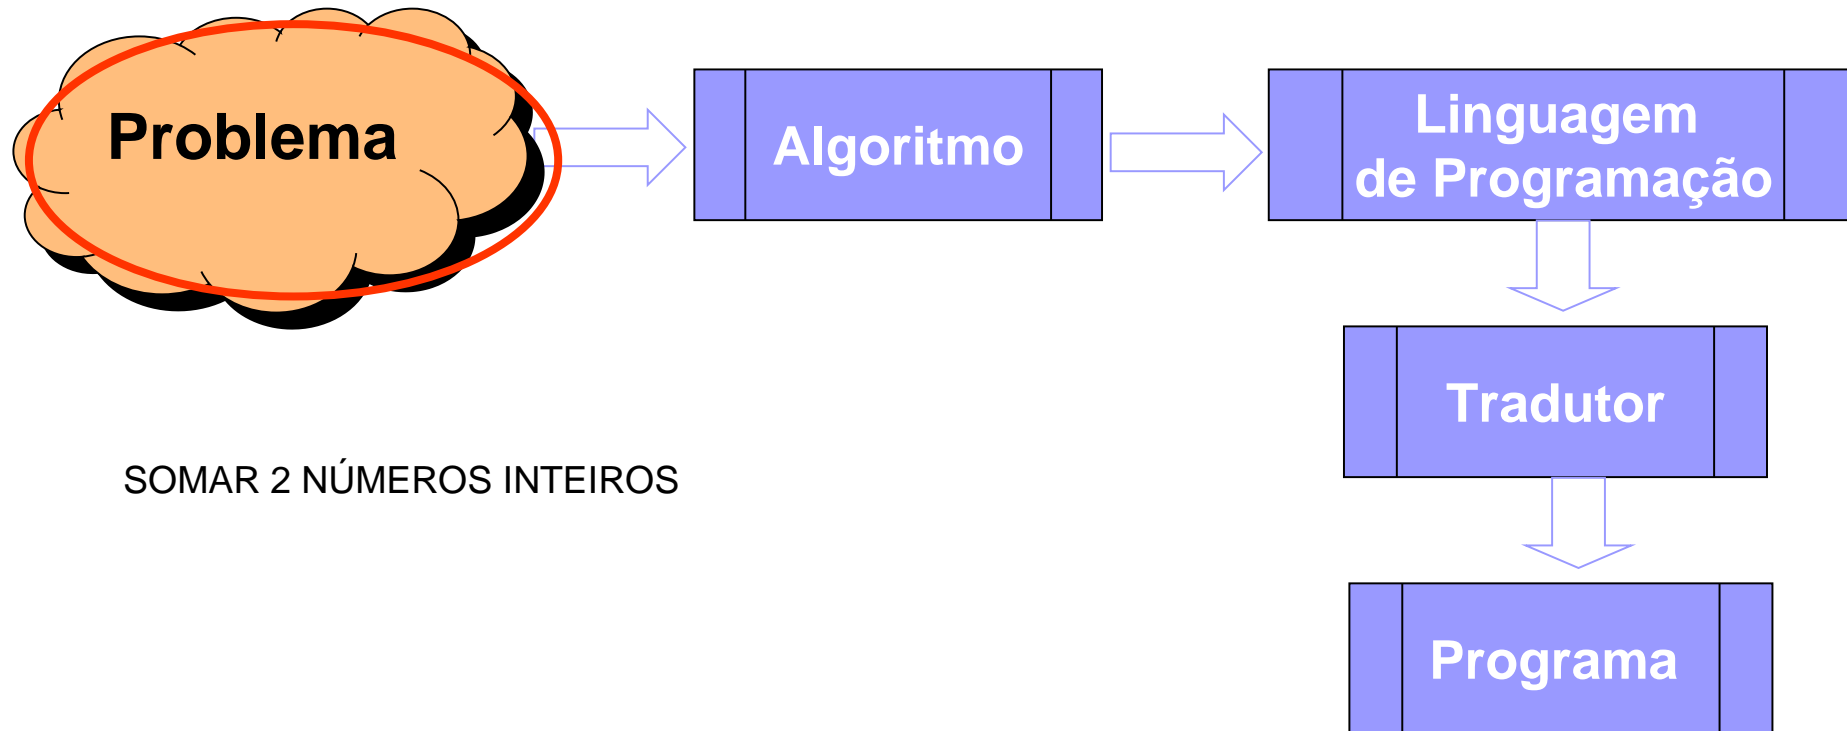 Problema
Algoritmo
Linguagem
de Programação
Tradutor
SOMAR 2 NÚMEROS INTEIROS
Programa